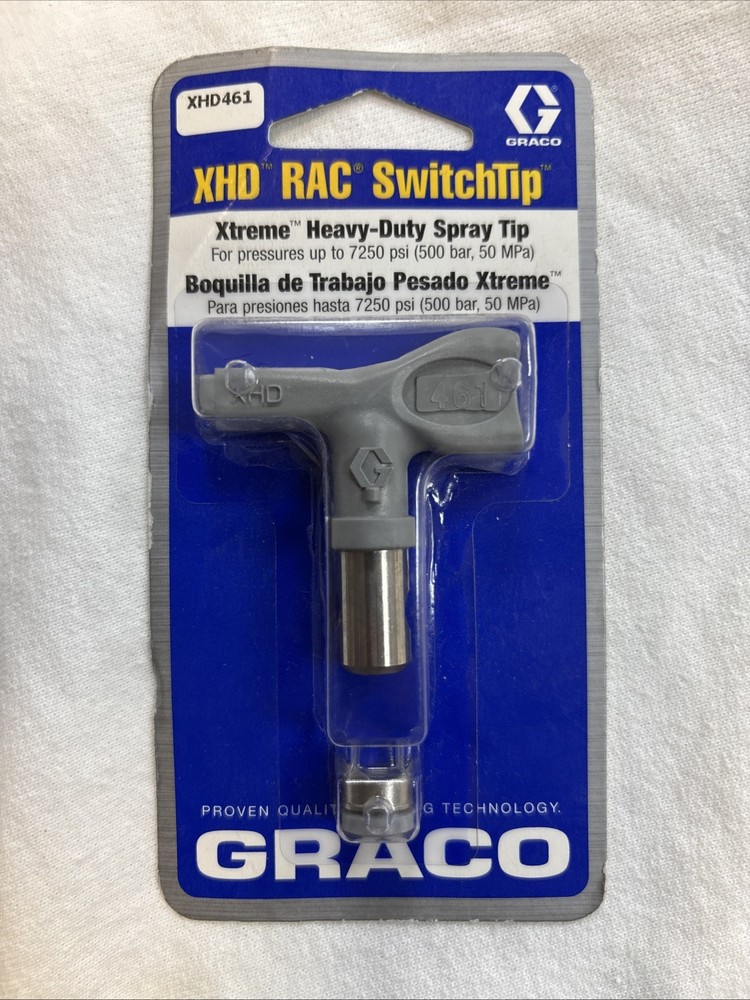 XHD461
GRACO
XHD™ RAC® SwitchTip™
Xtreme™ Heavy-Duty Spray Tip
For pressures up to 7250 psi (500 bar, 50 MPa)
Boquilla de Trabajo Pesado Xtreme™
Para presiones hasta 7250 psi (500 bar, 50 MPa)
XHD
461
G
PROVEN QUALIT G TECHNOLOGY.
GRACO